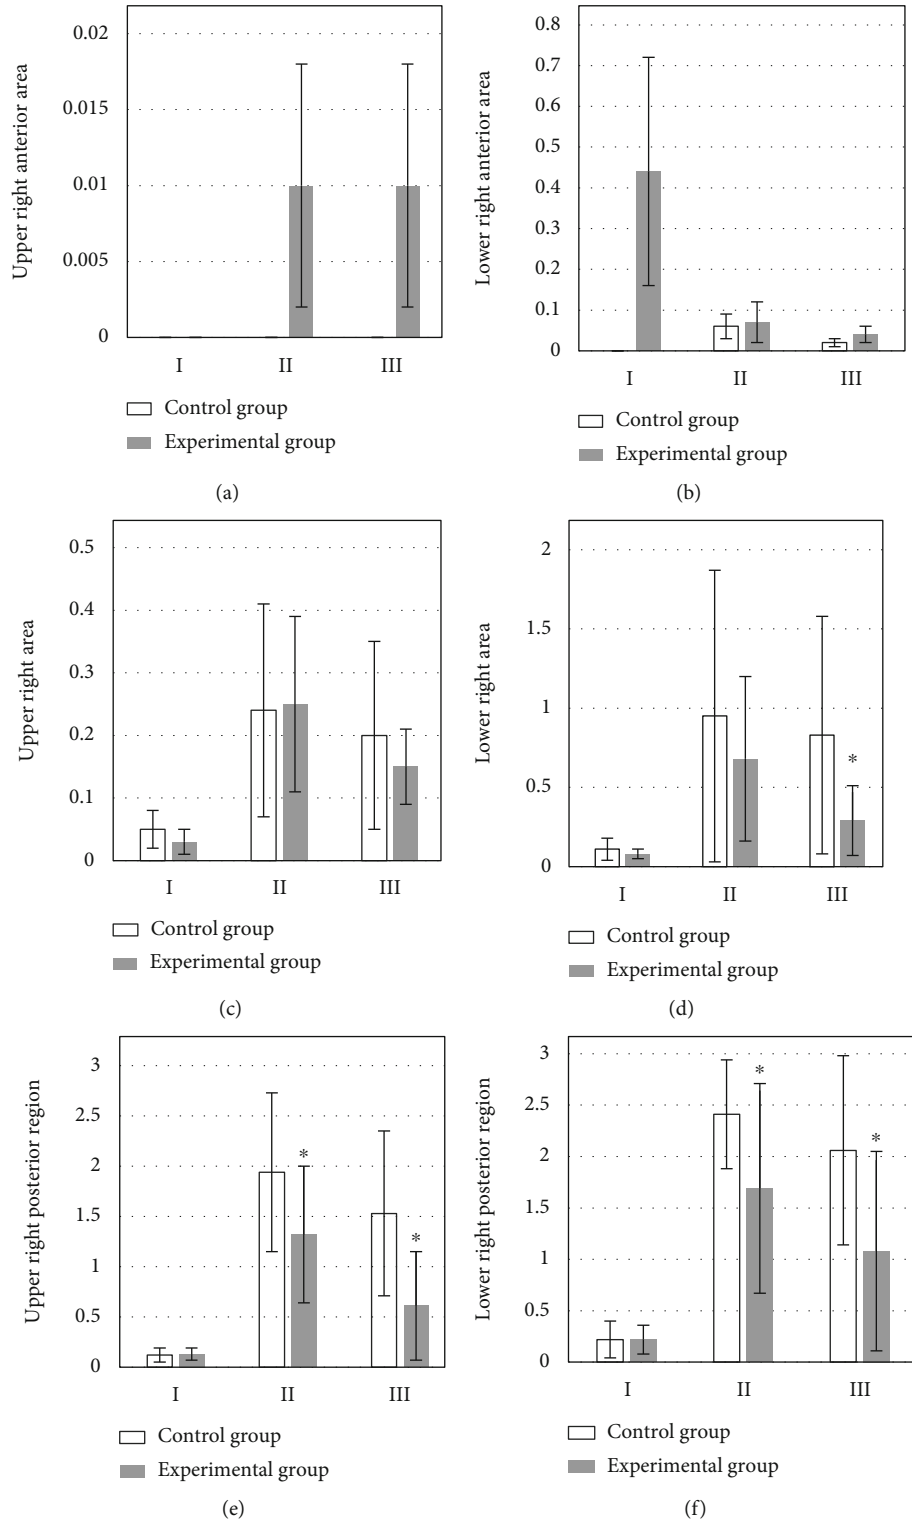 Upper right anterior area
0.02
0.015
0.01
0.005
0
I II III
Control group
Experimental group
(a)
Lower right anterior area
0.8
0.7
0.6
0.5
0.4
0.3
0.2
0.1
0
I II III
Control group
Experimental group
(b)
Upper right area
0.5
0.4
0.3
0.2
0.1
0
I II III
Control group
Experimental group
(c)
Lower right area
2
1.5
1
0.5
0
*
I II III
Control group
Experimental group
(d)
Upper right posterior region
3
2.5
2
1.5
1
0.5
0
*
*
I II III
Control group
Experimental group
(e)
Lower right posterior region
3
2.5
2
1.5
1
0.5
0
*
*
I II III
Control group
Experimental group
(f)